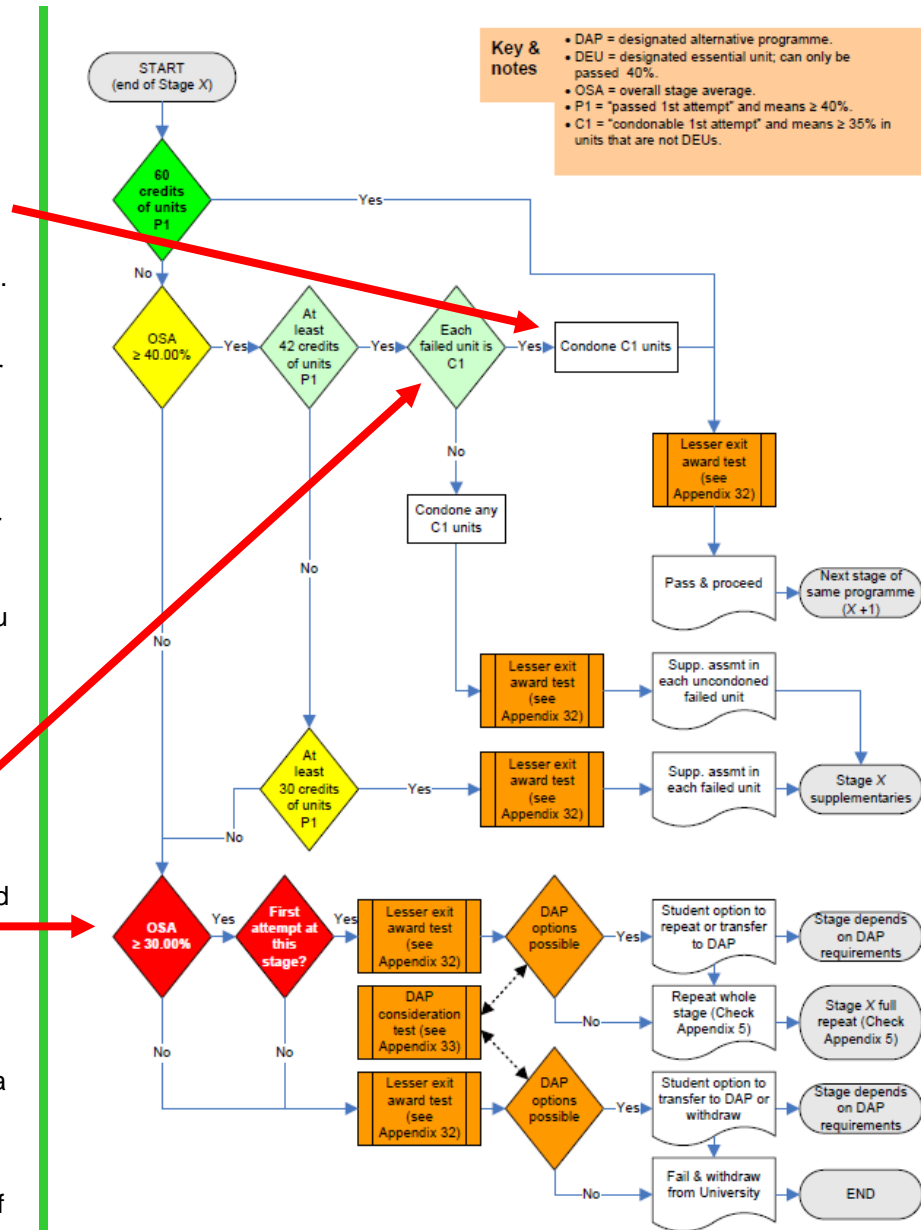 Key &
notes
• DAP = designated alternative programme.
• DEU = designated essential unit; can only be
passed 40%.
• OSA = overall stage average.
• P1 = "passed 1st attempt" and means ≥ 40%.
• C1 = "condonable 1st attempt" and means ≥ 35% in
units that are not DEUs.
START
(end of Stage X)
60
credits
of units
P1
Yes
No
.
OSA
≥ 40.00%
Yes
At
least
42 credits
of units
P1
Yes
Each
failed unit is
C1
Yes
Condone C1 units
.
No
Lesser exit
award test
(see
Appendix 32)
Condone any
C1 units
.
No
Pass & proceed
Next stage of
same programme
(X +1)
u
No
Lesser exit
award test
(see
Appendix 32)
Supp. assmt in
each uncondoned
failed unit
At
least
30 credits
of units
P1
Yes
Lesser exit
award test
(see
Appendix 32)
Supp. assmt in
each failed unit
Stage X
supplementaries
No
d
OSA
≥ 30.00%
Yes
First
attempt at
this
stage?
Yes
Lesser exit
award test
(see
Appendix 32)
DAP
options
possible
Yes
Student option to
repeat or transfer
to DAP
Stage depends
on DAP
requirements
DAP
consideration
test (see
Appendix 33)
No
Repeat whole
stage (Check
Appendix 5)
Stage X full
repeat (Check
Appendix 5)
No
No
a
Lesser exit
award test
(see
Appendix 32)
DAP
options
possible
Yes
Student option to
transfer to DAP or
withdraw
Stage depends
on DAP
requirements
No
Fail & withdraw
from University
END
f